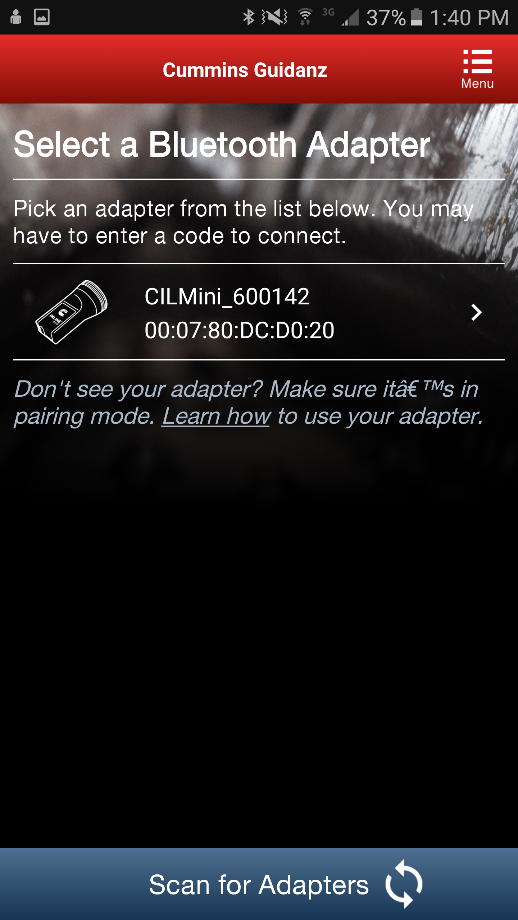 3G 37% 1:40 PM
Cummins Guidanz
Menu
Select a Bluetooth Adapter
Pick an adapter from the list below. You may
have to enter a code to connect.
CILMini_600142
00:07:80:DC:D0:20
Don't see your adapter? Make sure itâ€™s in
pairing mode. Learn how to use your adapter.
Scan for Adapters